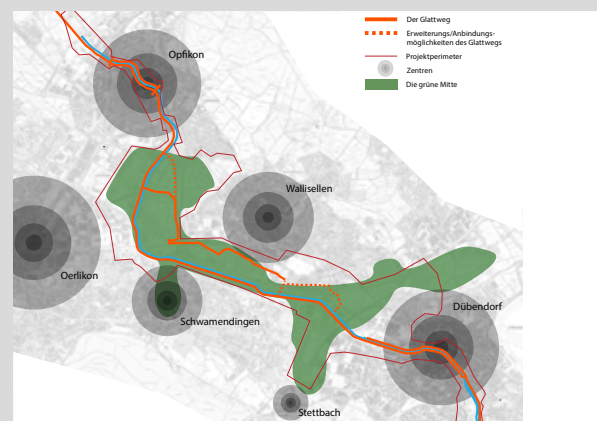 Der Glattweg
Erweiterungs/Anbindungs-
möglichkeiten des Glattwegs
Projektperimeter
Zentren
Die grüne Mitte
Opfikon
Wallisellen
Oerlikon
Schwamendingen
Dübendorf
Stettbach